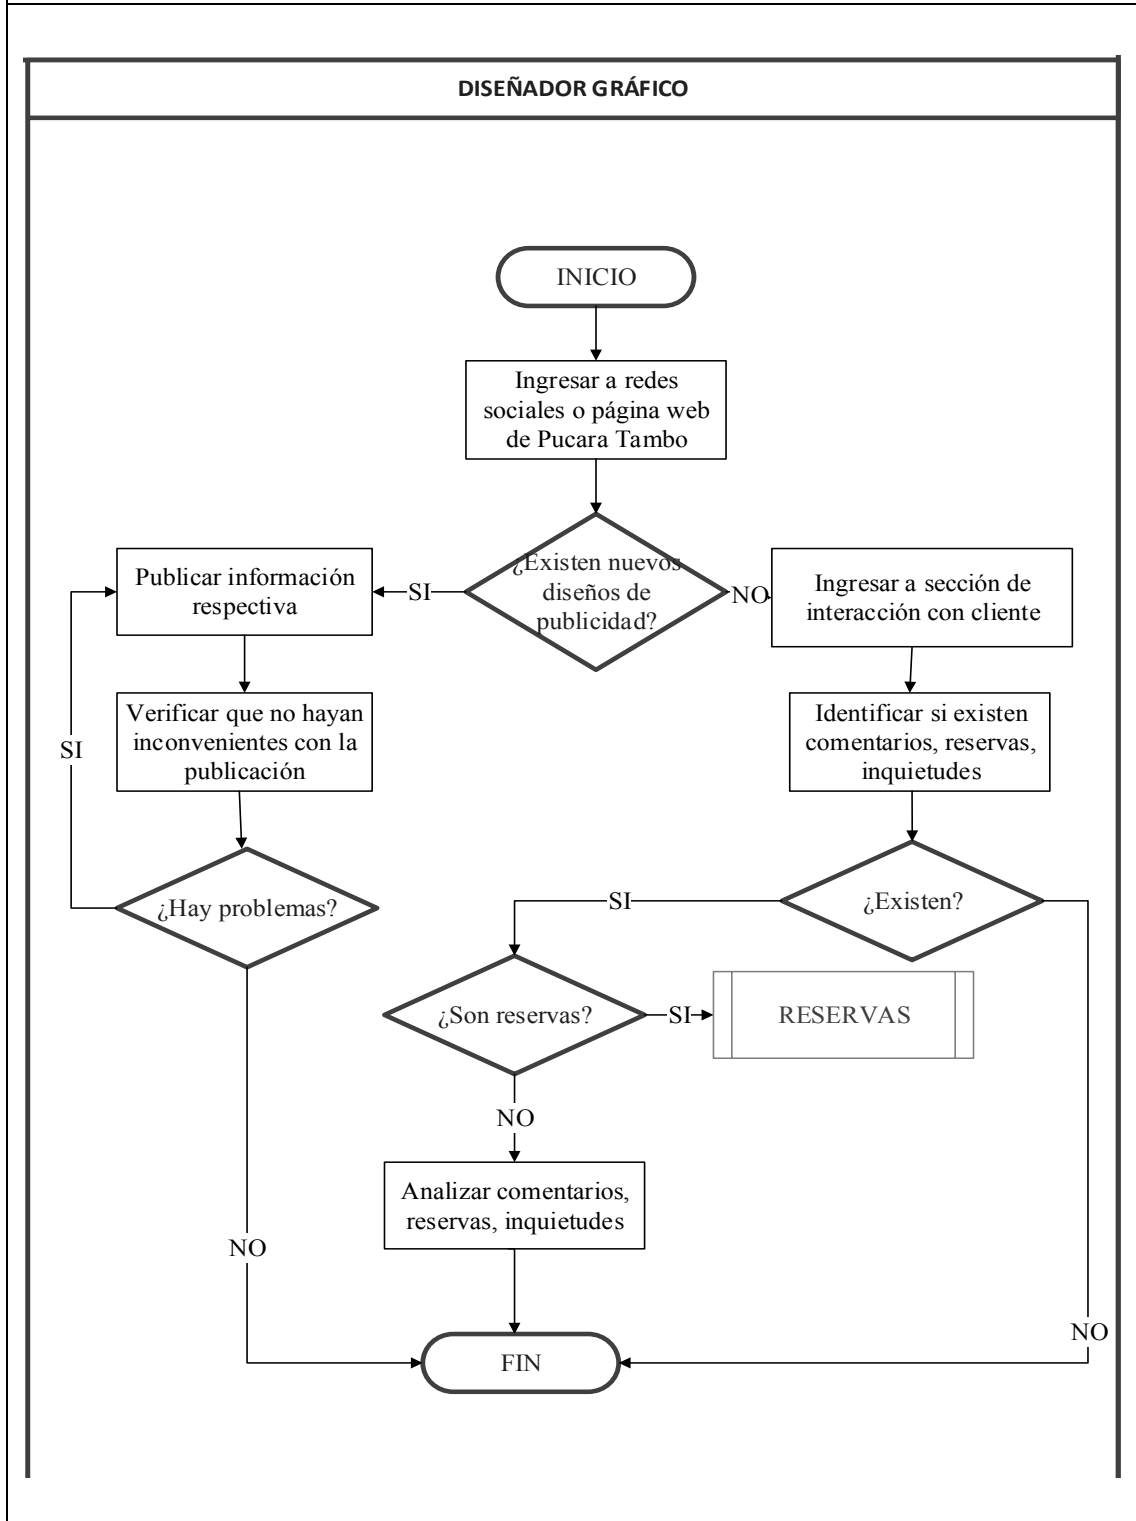 DISEÑADOR GRÁFICO
INICIO
Ingresar a redes
sociales o página web
de Pucara Tambo
¿Existen nuevos
diseños de
publicidad?
SI
NO
Publicar información
respectiva
Ingresar a sección de
interacción con cliente
Verificar que no hayan
inconvenientes con la
publicación
SI
Identificar si existen
comentarios, reservas,
inquietudes
¿Hay problemas?
SI
¿Existen?
¿Son reservas?
SI
RESERVAS
NO
Analizar comentarios,
reservas, inquietudes
NO
NO
FIN